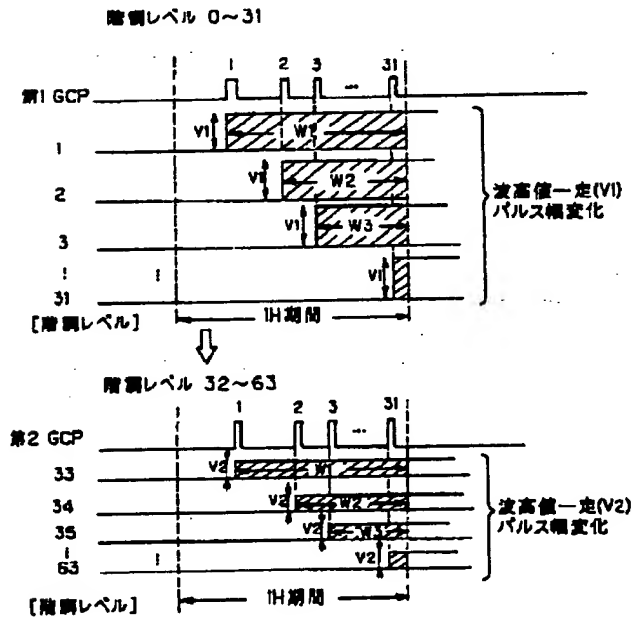 階調レベル 0～31
1 2 3 ... 31
第1 GCP
V1 W1
1
V1 W2
2
V1 W3
3
V1
31
[階調レベル]
1H期間
波高値一定(V1)
パルス幅変化
階調レベル 32～63
1 2 3 ... 31
第2 GCP
V2 W1
33
V2 W2
34
V2 W3
35
V2
63
[階調レベル]
1H期間
波高値一定(V2)
パルス幅変化